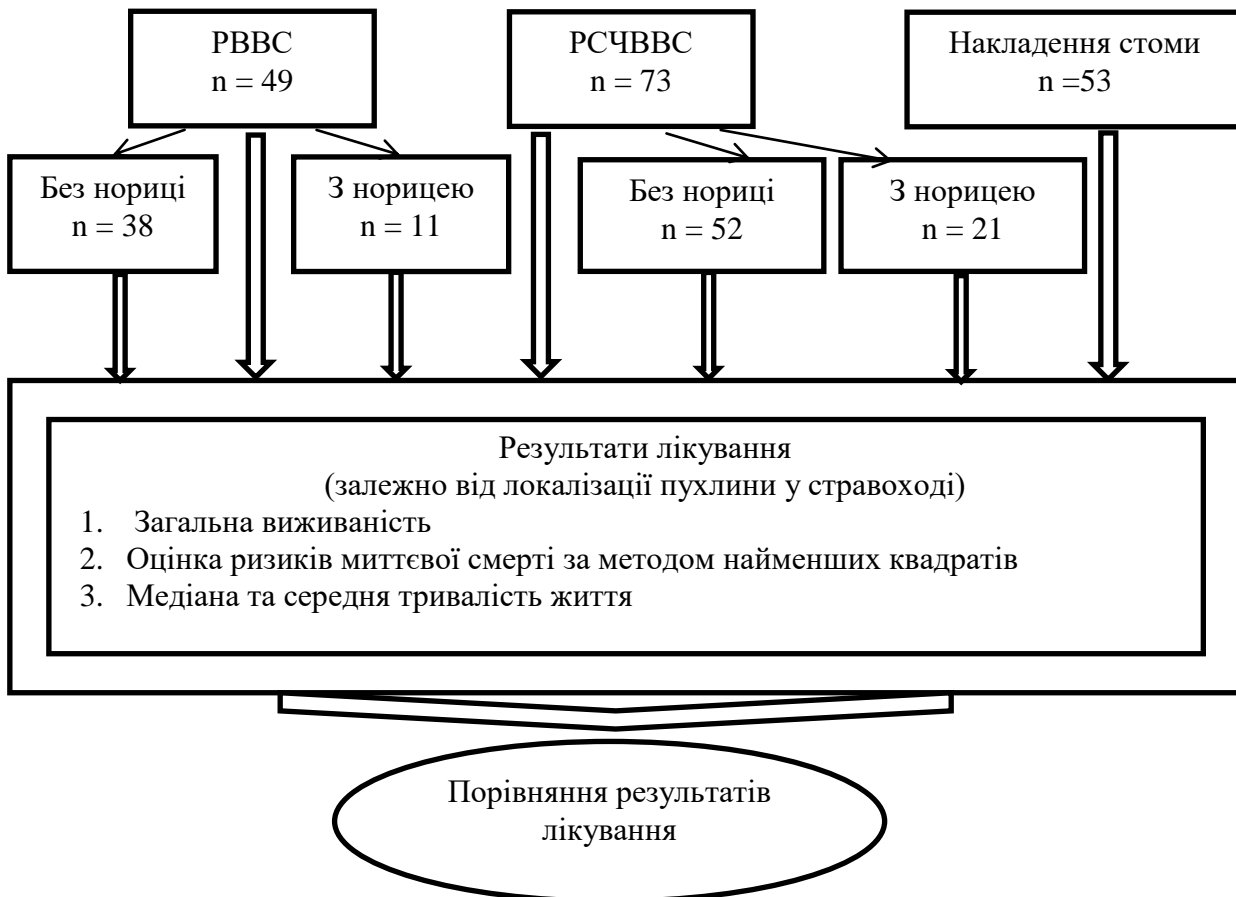 РВВС
n = 49
РСЧВВС
n = 73
Накладення стоми
n =53
Без нориці
n = 38
З норицею
n = 11
Без нориці
n = 52
З норицею
n = 21
Результати лікування
(залежно від локалізації пухлини у стравоході)
1. Загальна виживаність
2. Оцінка ризиків миттєвої смерті за методом найменших квадратів
3. Медіана та середня тривалість життя
Порівняння результатів
лікування